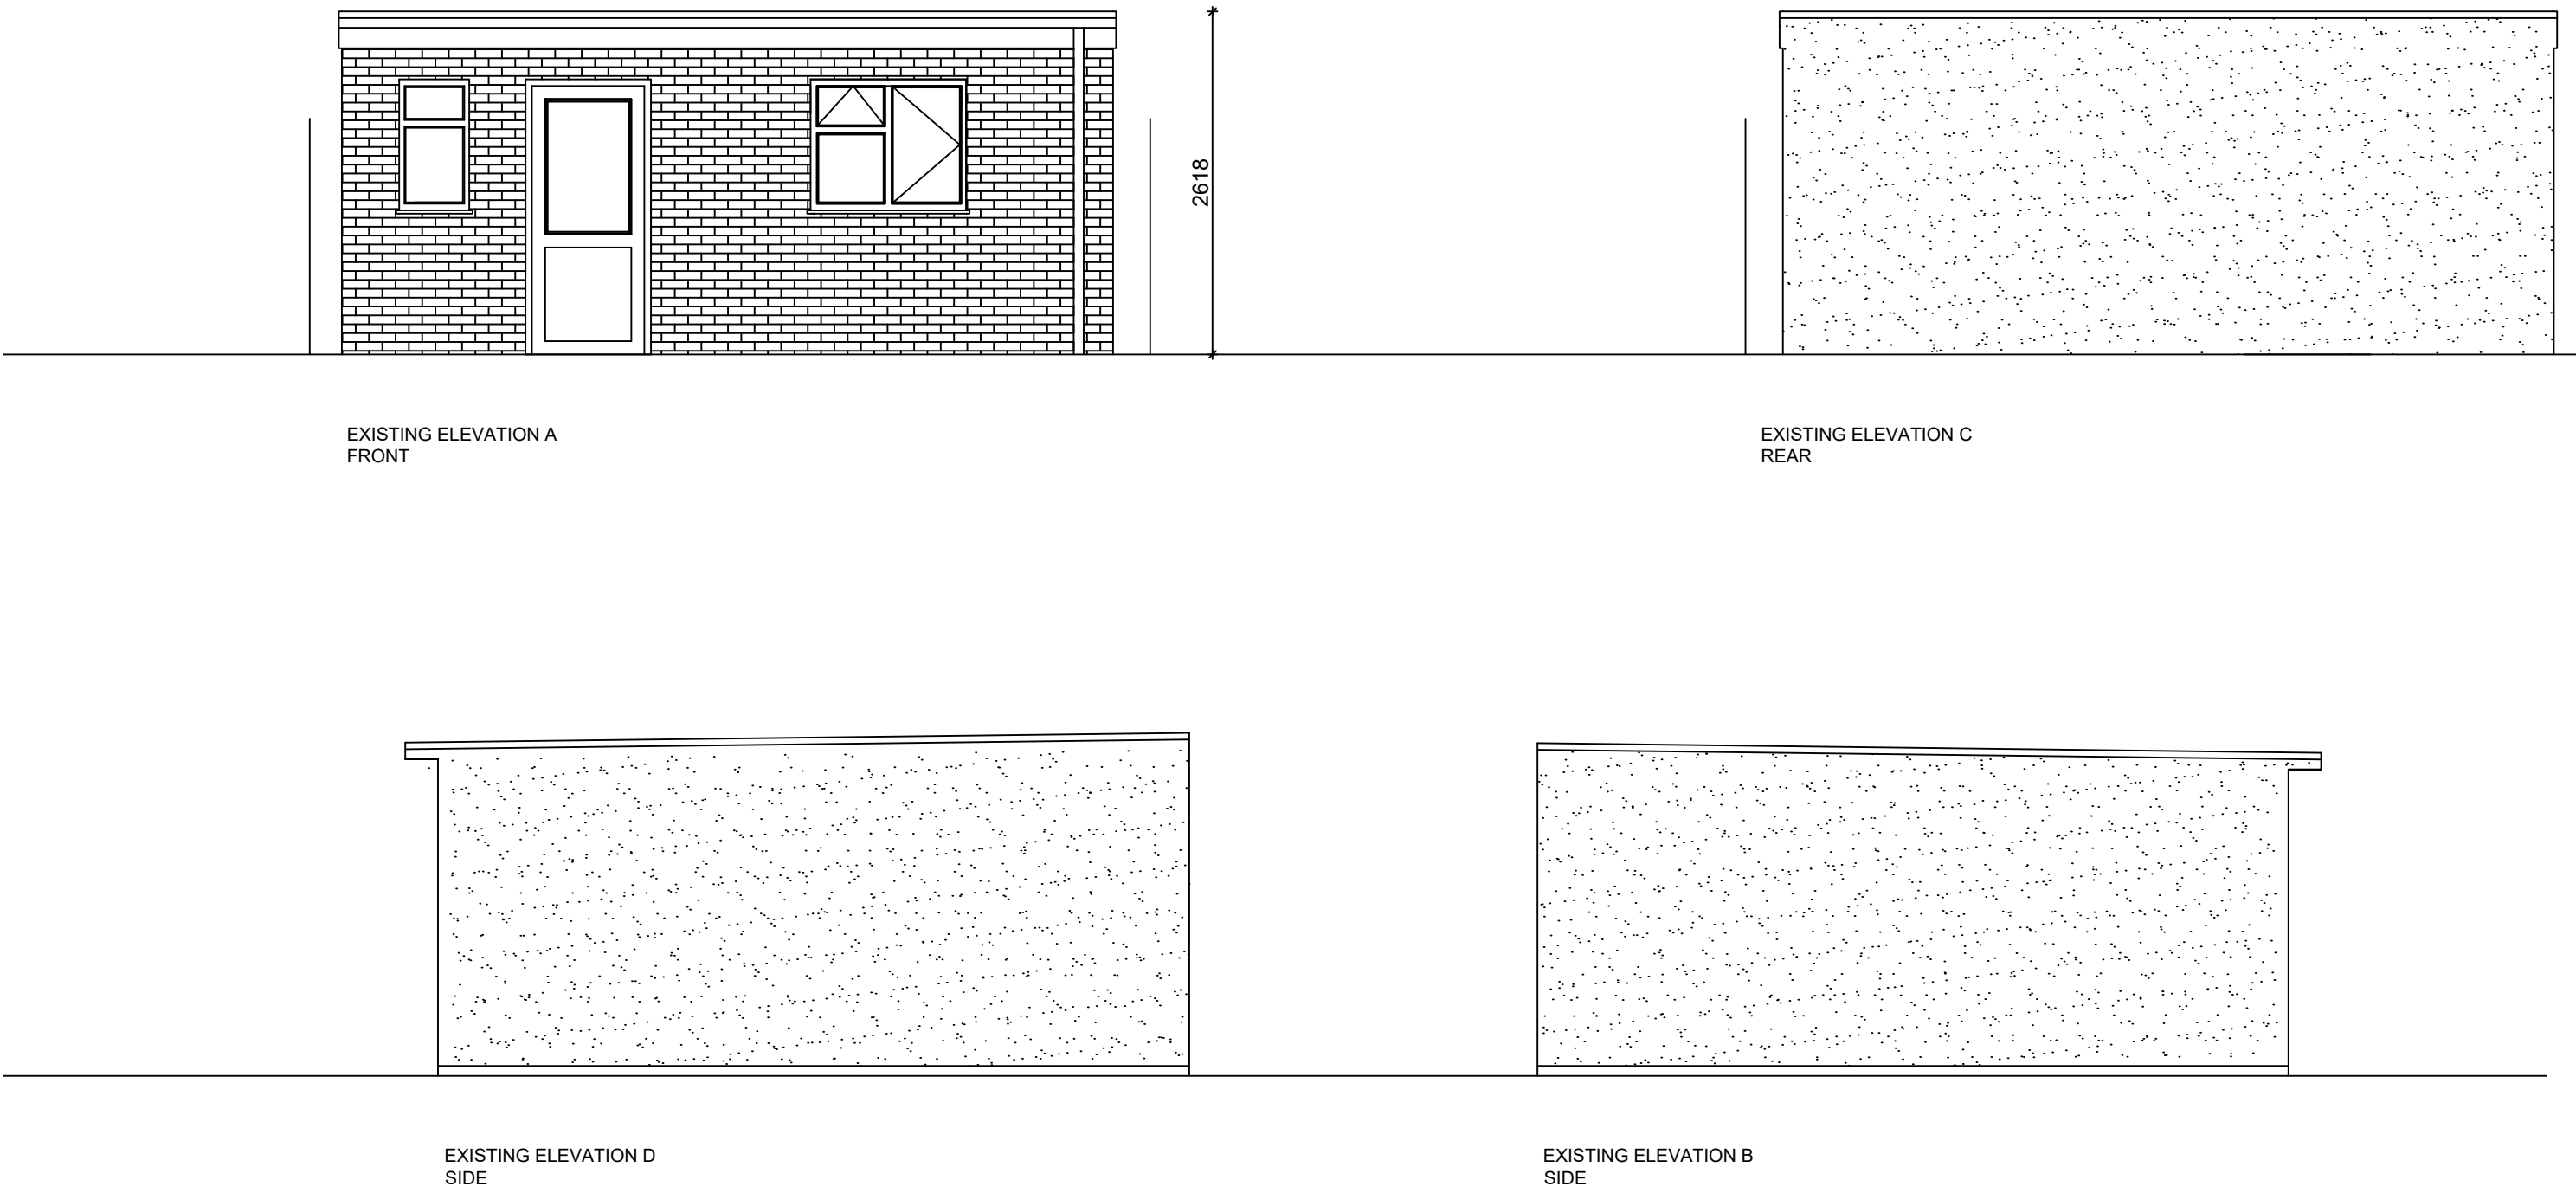 2618
EXISTING ELEVATION A
FRONT
EXISTING ELEVATION C
REAR
EXISTING ELEVATION D
SIDE
EXISTING ELEVATION B
SIDE